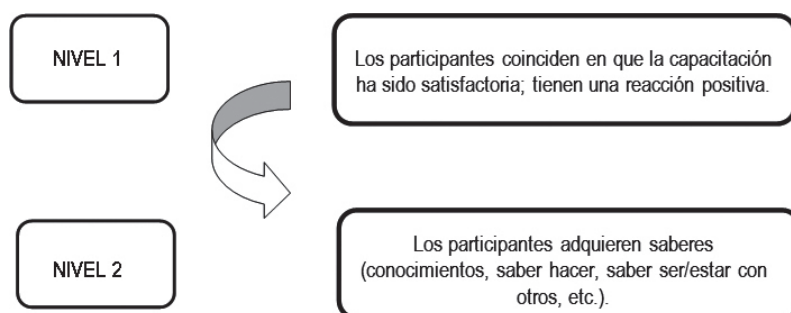 NIVEL 1
Los participantes coinciden en que la capacitación
ha sido satisfactoria; tienen una reacción positiva.
NIVEL 2
Los participantes adquieren saberes
(conocimientos, saber hacer, saber ser/estar con
otros, etc.).